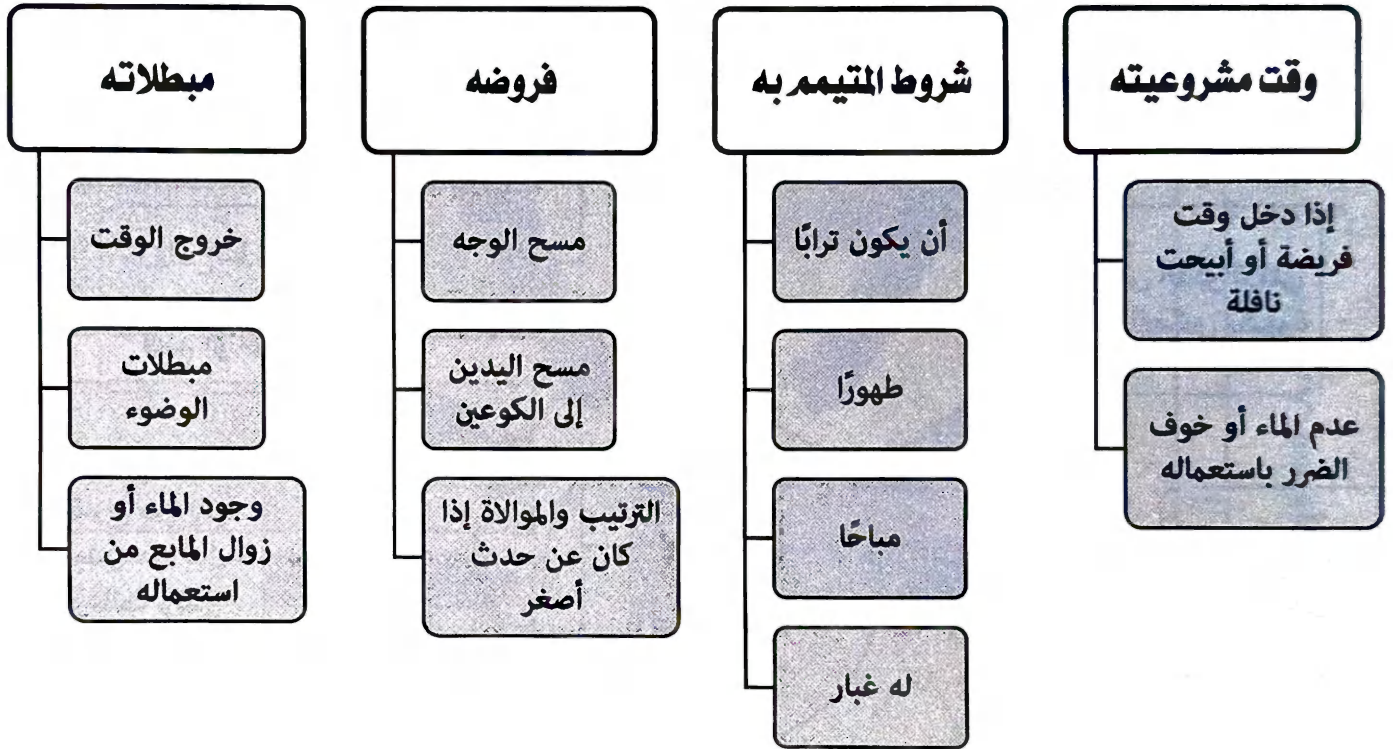 وقت مشروعيته
إذا دخل وقت
فريضة أو أبيحت
نافلة
عدم الماء أو خوف
الضرر باستعماله
شروط المتيمم به
أن يكون ترابًا
طهورًا
مباحًا
له غبار
فروضه
مسح الوجه
مسح اليدين
إلى الكوعين
الترتيب والموالاة إذا
كان عن حدث
أصغر
مبطلاته
خروج الوقت
مبطلات
الوضوء
وجود الماء أو
زوال المابع من
استعماله